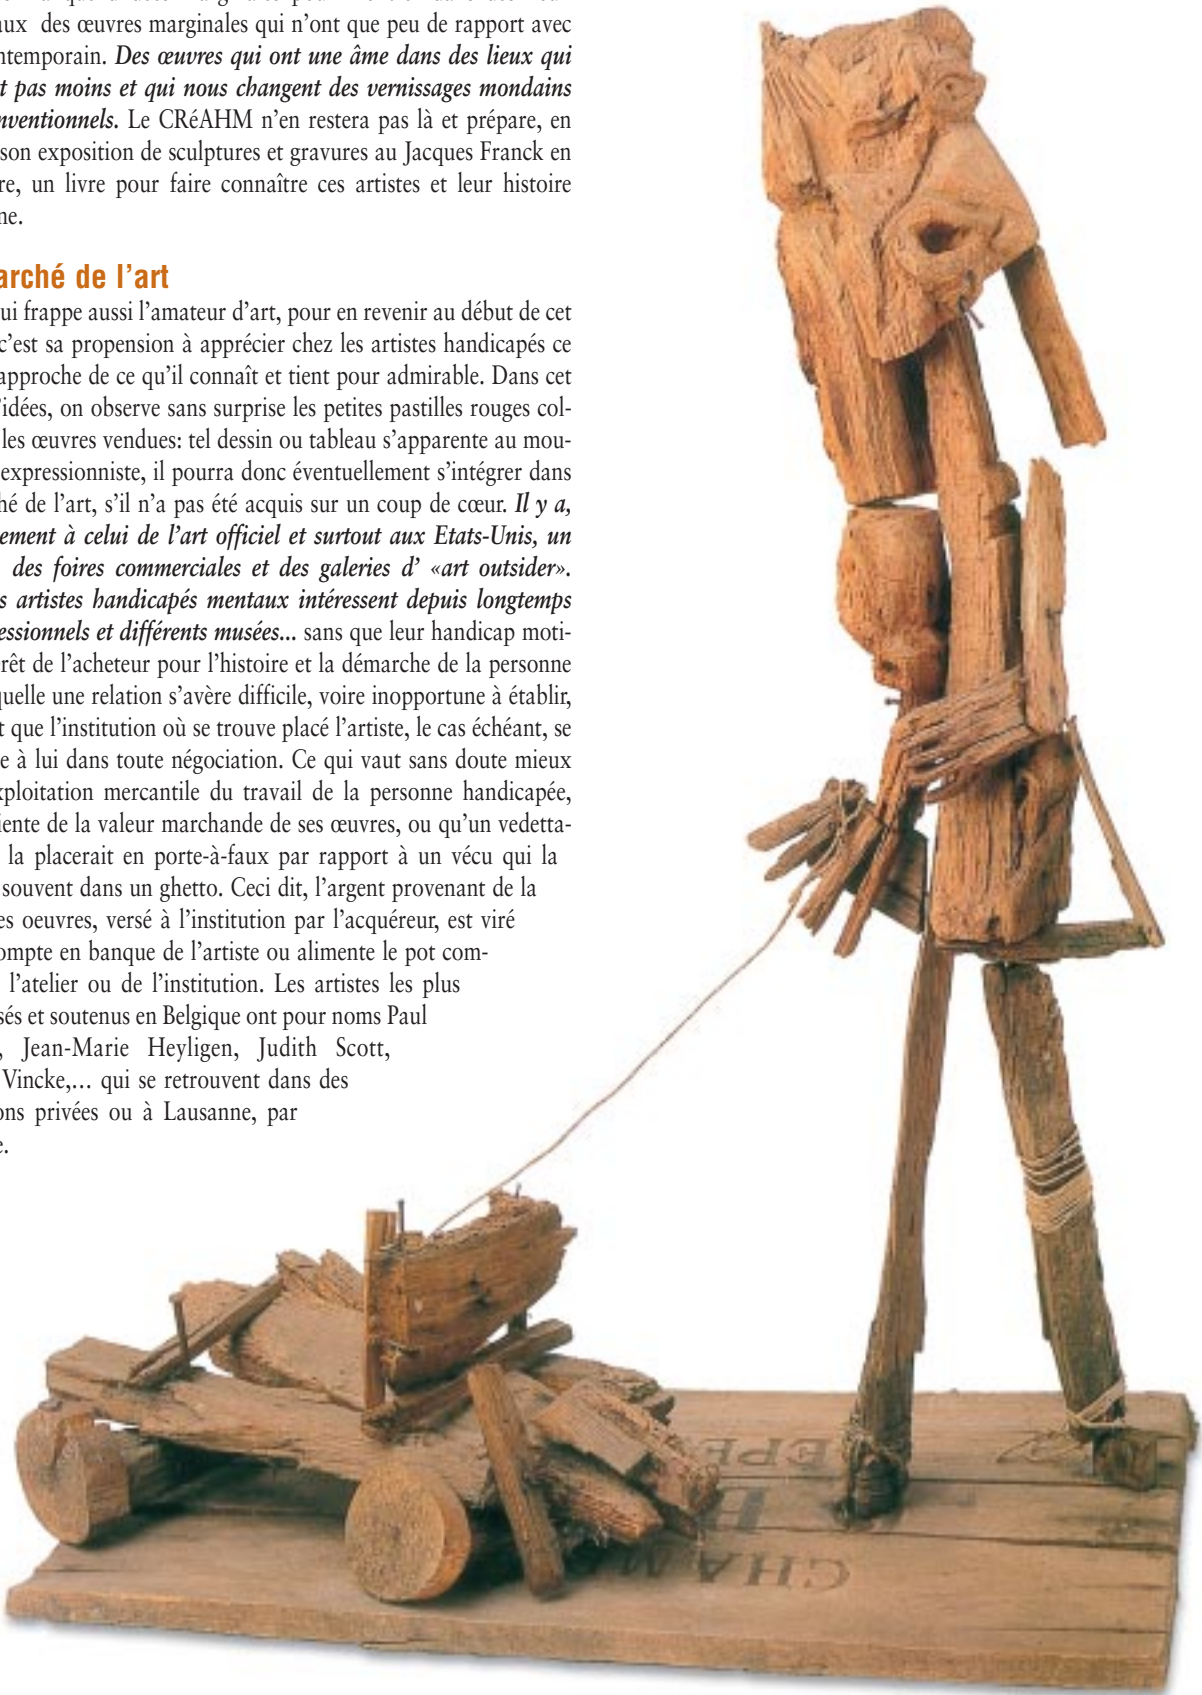 aux des œuvres marginales qui n'ont que peu de rapport avec
ntemporain. Des œuvres qui ont une âme dans des lieux qui
t pas moins et qui nous changent des vernissages mondains
nventionnels. Le CRéAHM n'en restera pas là et prépare, en
son exposition de sculptures et gravures au Jacques Franck en
re, un livre pour faire connaître ces artistes et leur histoire
ne.
arché de l'art
ui frappe aussi l'amateur d'art, pour en revenir au début de cet
c'est sa propension à apprécier chez les artistes handicapés ce
approche de ce qu'il connaît et tient pour admirable. Dans cet
'idées, on observe sans surprise les petites pastilles rouges col-
les œuvres vendues: tel dessin ou tableau s'apparente au mou-
expressionniste, il pourra donc éventuellement s'intégrer dans
hé de l'art, s'il n'a pas été acquis sur un coup de cœur. Il y a,
ement à celui de l'art officiel et surtout aux Etats-Unis, un
des foires commerciales et des galeries d' «art outsider».
s artistes handicapés mentaux intéressent depuis longtemps
essionnels et différents musées... sans que leur handicap moti-
érêt de l'acheteur pour l'histoire et la démarche de la personne
quelle une relation s'avère difficile, voire inopportune à établir,
t que l'institution où se trouve placé l'artiste, le cas échéant, se
e à lui dans toute négociation. Ce qui vaut sans doute mieux
xploitation mercantile du travail de la personne handicapée,
iente de la valeur marchande de ses œuvres, ou qu'un vedetta-
la placerait en porte-à-faux par rapport à un vécu qui la
souvent dans un ghetto. Ceci dit, l'argent provenant de la
es oeuvres, versé à l'institution par l'acquéreur, est viré
ompte en banque de l'artiste ou alimente le pot com-
l'atelier ou de l'institution. Les artistes les plus
sés et soutenus en Belgique ont pour noms Paul
, Jean-Marie Heyligen, Judith Scott,
Vincke,... qui se retrouvent dans des
ons privées ou à Lausanne, par
e.
EPE
B
CHAM